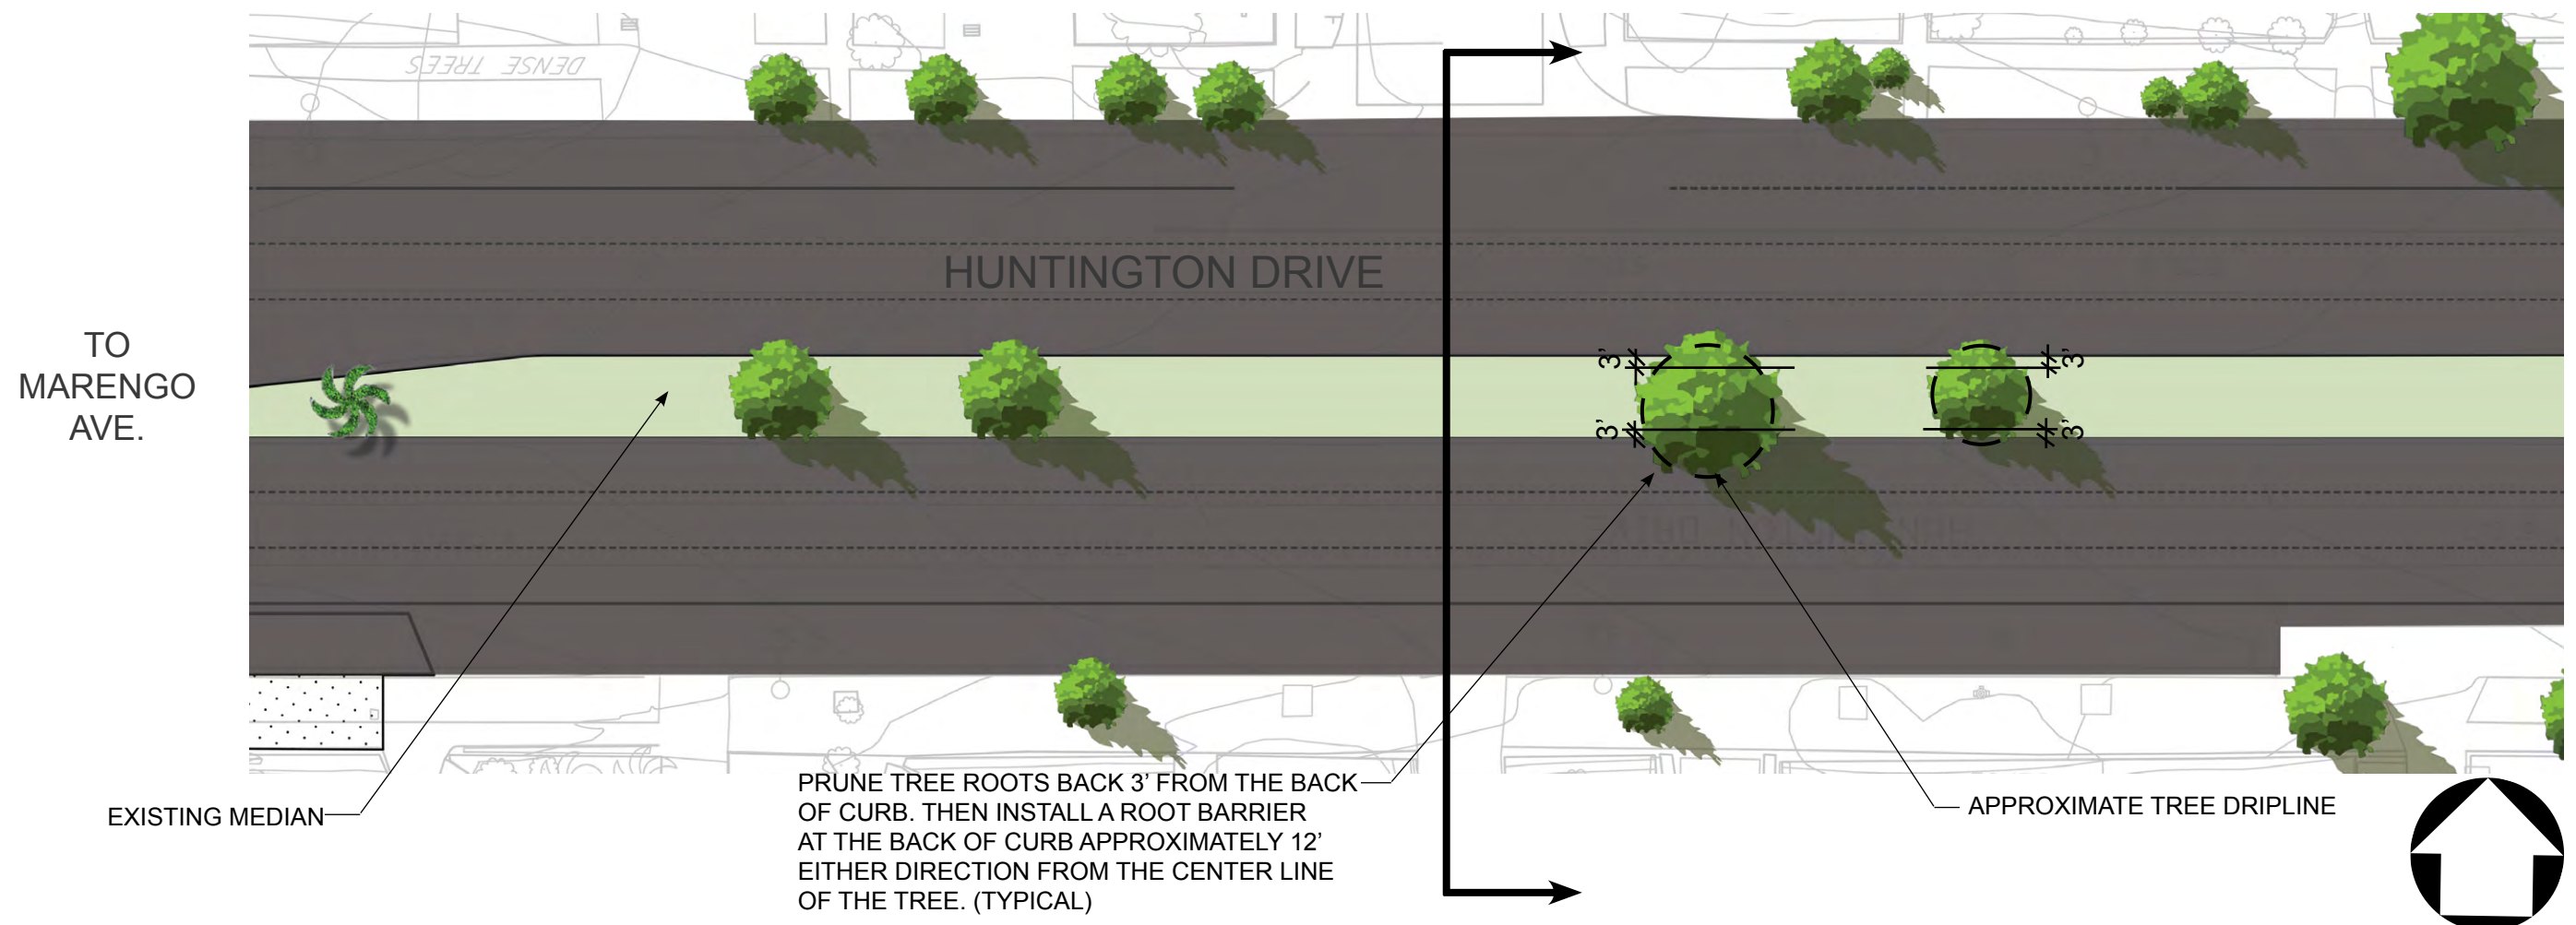 DENSE TREES
HUNTINGTON DRIVE
TO
MARENGO
AVE.
3’
3’
3’
3’
EXISTING MEDIAN
PRUNE TREE ROOTS BACK 3’ FROM THE BACK
OF CURB. THEN INSTALL A ROOT BARRIER
AT THE BACK OF CURB APPROXIMATELY 12’
EITHER DIRECTION FROM THE CENTER LINE
OF THE TREE. (TYPICAL)
APPROXIMATE TREE DRIPLINE